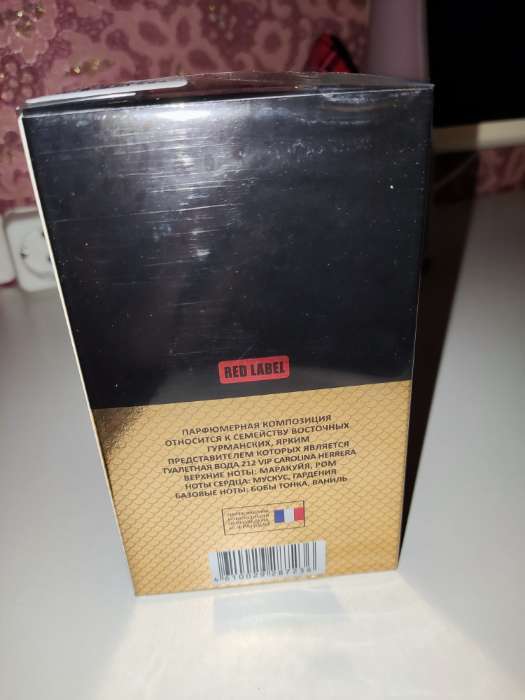 RED LABEL
ПАРФЮМЕРНАЯ КОМПОЗИЦИЯ
ОТНОСИТСЯ К СЕМЕЙСТВУ ВОСТОЧНЫХ
ГУРМАНСКИХ, ЯРКИМ
ПРЕДСТАВИТЕЛЕМ КОТОРЫХ ЯВЛЯЕТСЯ
ТУАЛЕТНАЯ ВОДА 212 VIP CAROLINA HERRERA
ВЕРХНИЕ НОТЫ: МАРАКУЙЯ, РОМ
НОТЫ СЕРДЦА: МУСКУС, ГАРДЕНИЯ
БАЗОВЫЕ НОТЫ: БОБЫ ТОНКА, ВАНИЛЬ